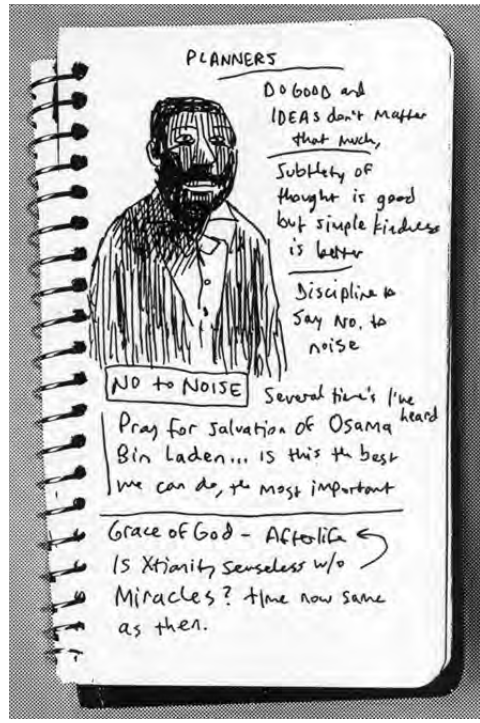 PLANNERS
DO GOOD and
IDEAS don't matter
that much,
Subtlety of
thought is good
but simple kindness
is better
Discipline to
Say No. to
noise
NO to NOISE
Several time's I've
heard
Pray for salvation of Osama
Bin Laden... is this the best
we can do, the most important
Grace of God - Afterlife
Is Xtianity senseless w/o
Miracles? time now same
as then.